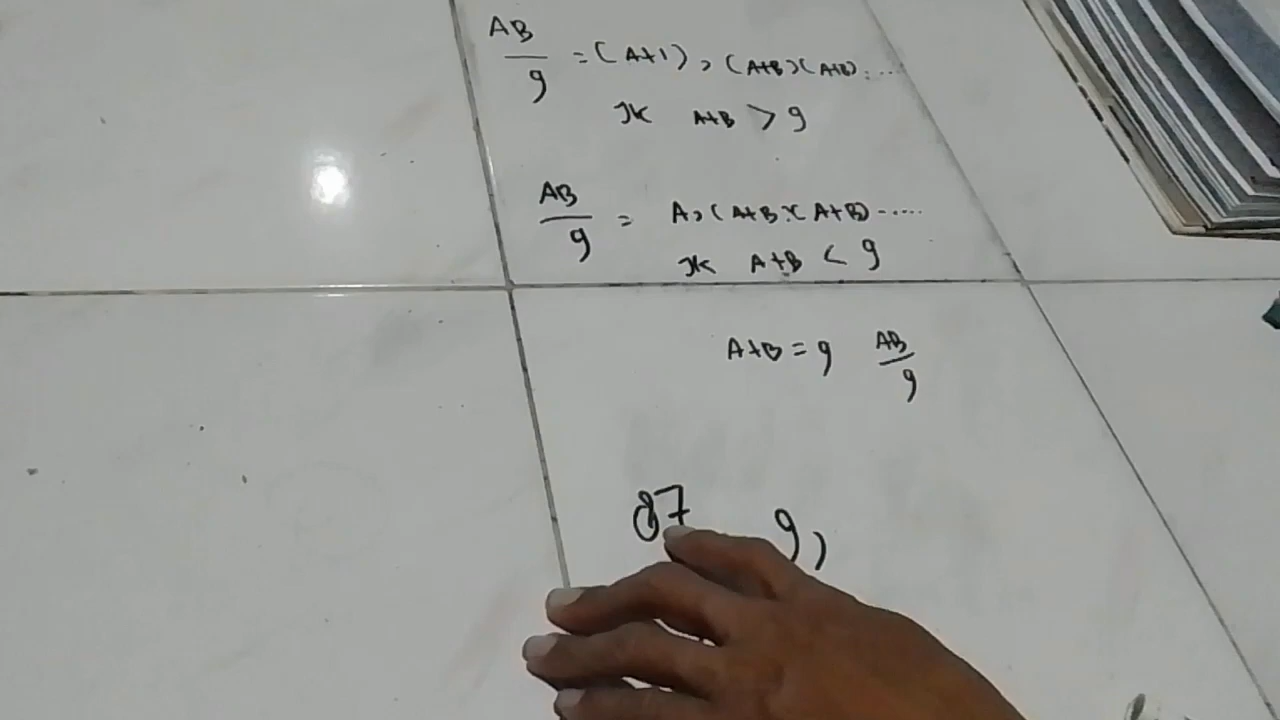 AB/9 = (A+1), (A+B)(A+B)....
Jk A+B > 9
AB/9 = A,(A+B)(A+B).....
Jk A+B < 9
A+B = 9 AB/9
87 9,